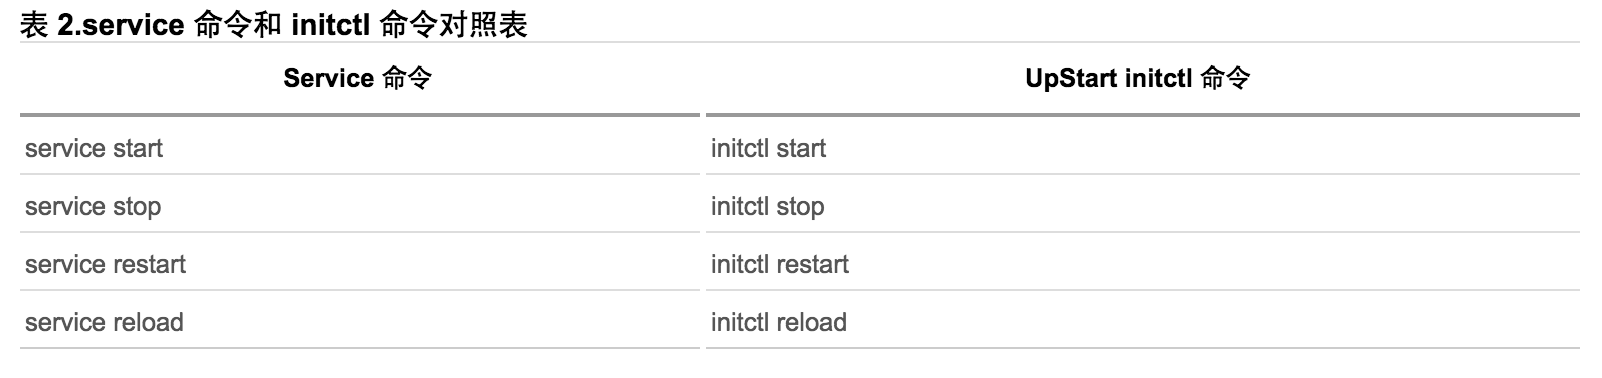 表 2.service 命令和 initctl 命令对照表
Service 命令 UpStart initctl 命令
service start initctl start
service stop initctl stop
service restart initctl restart
service reload initctl reload